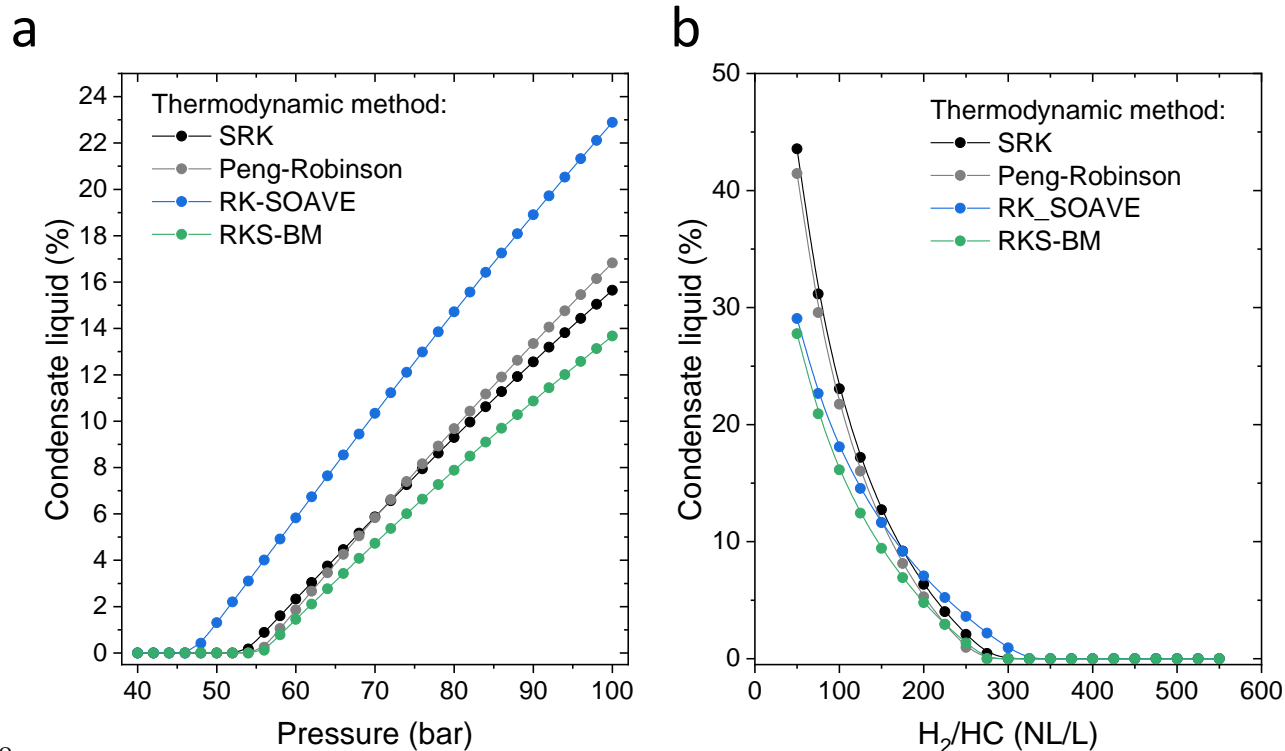 a
Condensate liquid (%)
24
22
20
18
16
14
12
10
8
6
4
2
0
Thermodynamic method:
SRK
Peng-Robinson
RK-SOAVE
RKS-BM
40 50 60 70 80 90 100
Pressure (bar)
b
Condensate liquid (%)
50
40
30
20
10
0
Thermodynamic method:
SRK
Peng-Robinson
RK_SOAVE
RKS-BM
0 100 200 300 400 500 600
H₂/HC (NL/L)